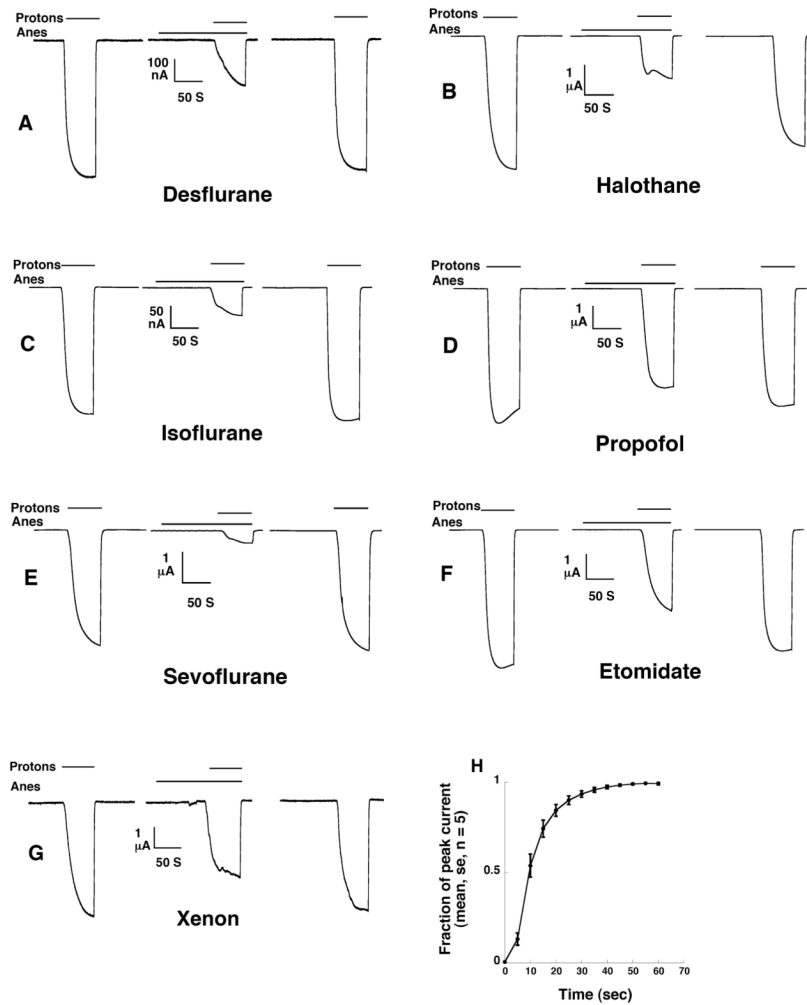 Protons
Anes
100
nA
50 S
A
Desflurane
1
µA
50 S
B
Halothane
Protons
Anes
50
nA
50 S
C
Isoflurane
Protons
Anes
1
µA
50 S
D
Propofol
Protons
Anes
1
µA
50 S
E
Sevoflurane
Protons
Anes
1
µA
50 S
F
Etomidate
Protons
Anes
1
µA
50 S
G
Xenon
H
Fraction of peak current
(mean, se, n = 5)
1
0.5
0
0 10 20 30 40 50 60 70
Time (sec)
Protons
Anes